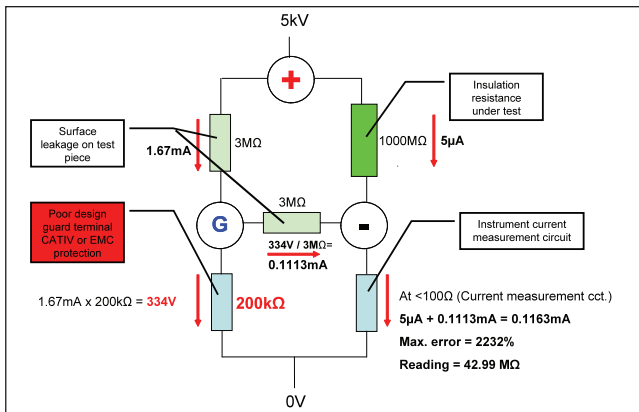 5kV
+
Insulation
resistance
under test
Surface
leakage on test
piece
1.67mA
3MΩ
1000MΩ
5µA
3MΩ
G
-
Poor design
guard terminal
CATIV or EMC
protection
334V / 3MΩ=
0.1113mA
Instrument current
measurement circuit
1.67mA x 200kΩ = 334V
200kΩ
At <100Ω (Current measurement cct.)
5µA + 0.1113mA = 0.1163mA
Max. error = 2232%
Reading = 42.99 MΩ
0V